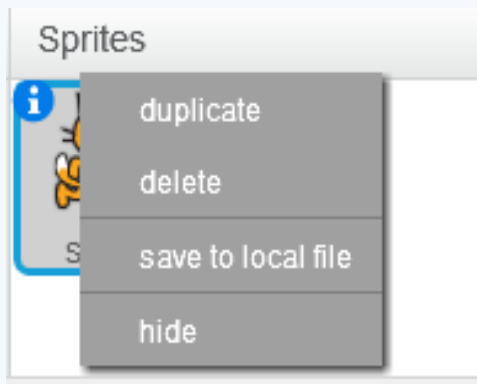 Sprites
duplicate
delete
save to local file
hide